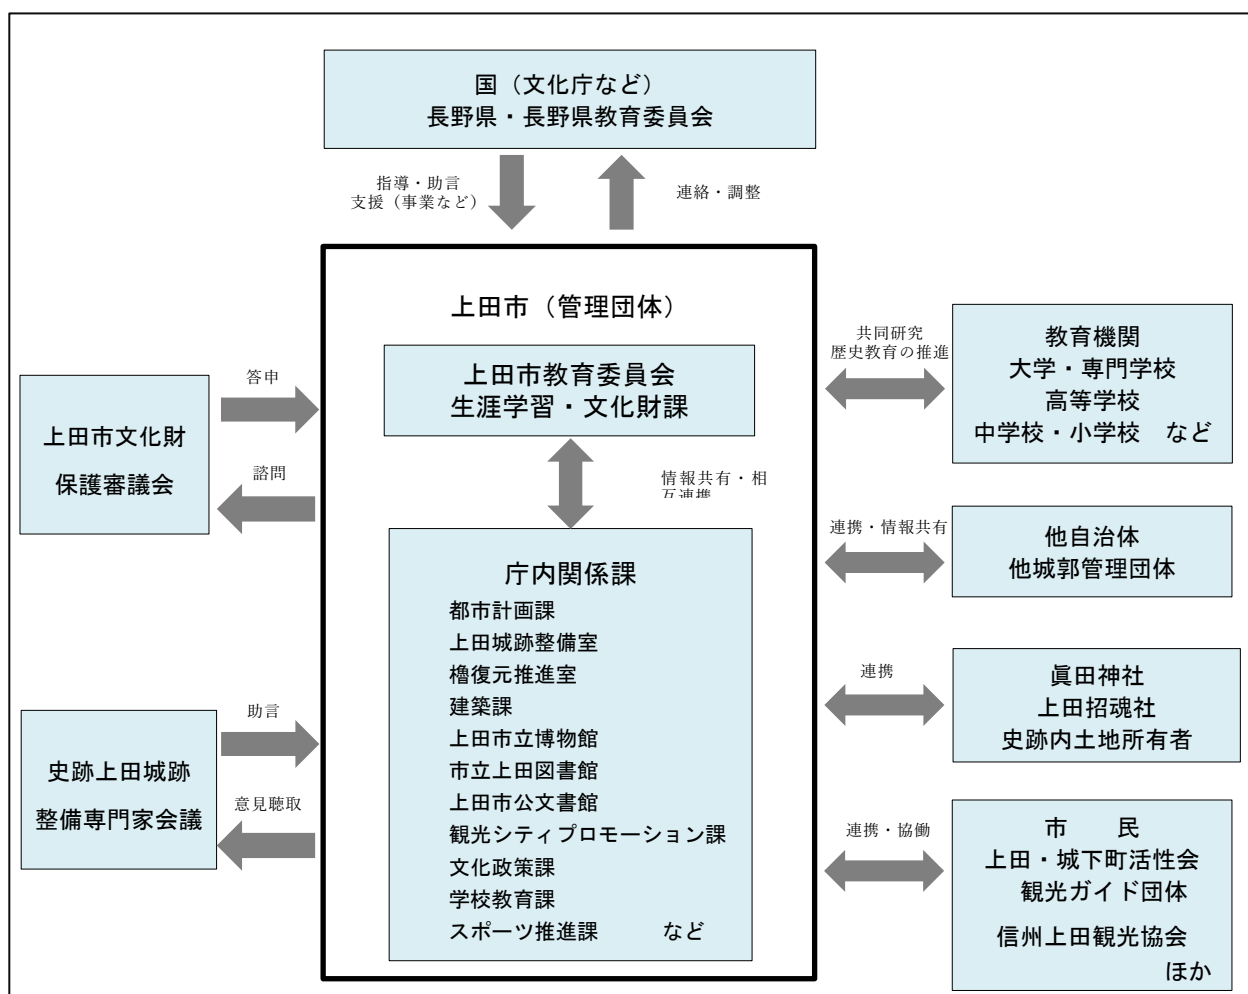 国（文化庁など）
長野県・長野県教育委員会
指導・助言
支援（事業など）
連絡・調整
上田市（管理団体）
上田市教育委員会
生涯学習・文化財課
情報共有・相
互連携
庁内関係課
都市計画課
上田城跡整備室
櫓復元推進室
建築課
上田市立博物館
市立上田図書館
上田市公文書館
観光シティプロモーション課
文化政策課
学校教育課
スポーツ推進課　　など
答申
上田市文化財
保護審議会
諮問
助言
史跡上田城跡
整備専門家会議
意見聴取
共同研究
歴史教育の推進
教育機関
大学・専門学校
高等学校
中学校・小学校　など
連携・情報共有
他自治体
他城郭管理団体
連携
眞田神社
上田招魂社
史跡内土地所有者
連携・協働
市　　民
上田・城下町活性会
観光ガイド団体
信州上田観光協会
ほか